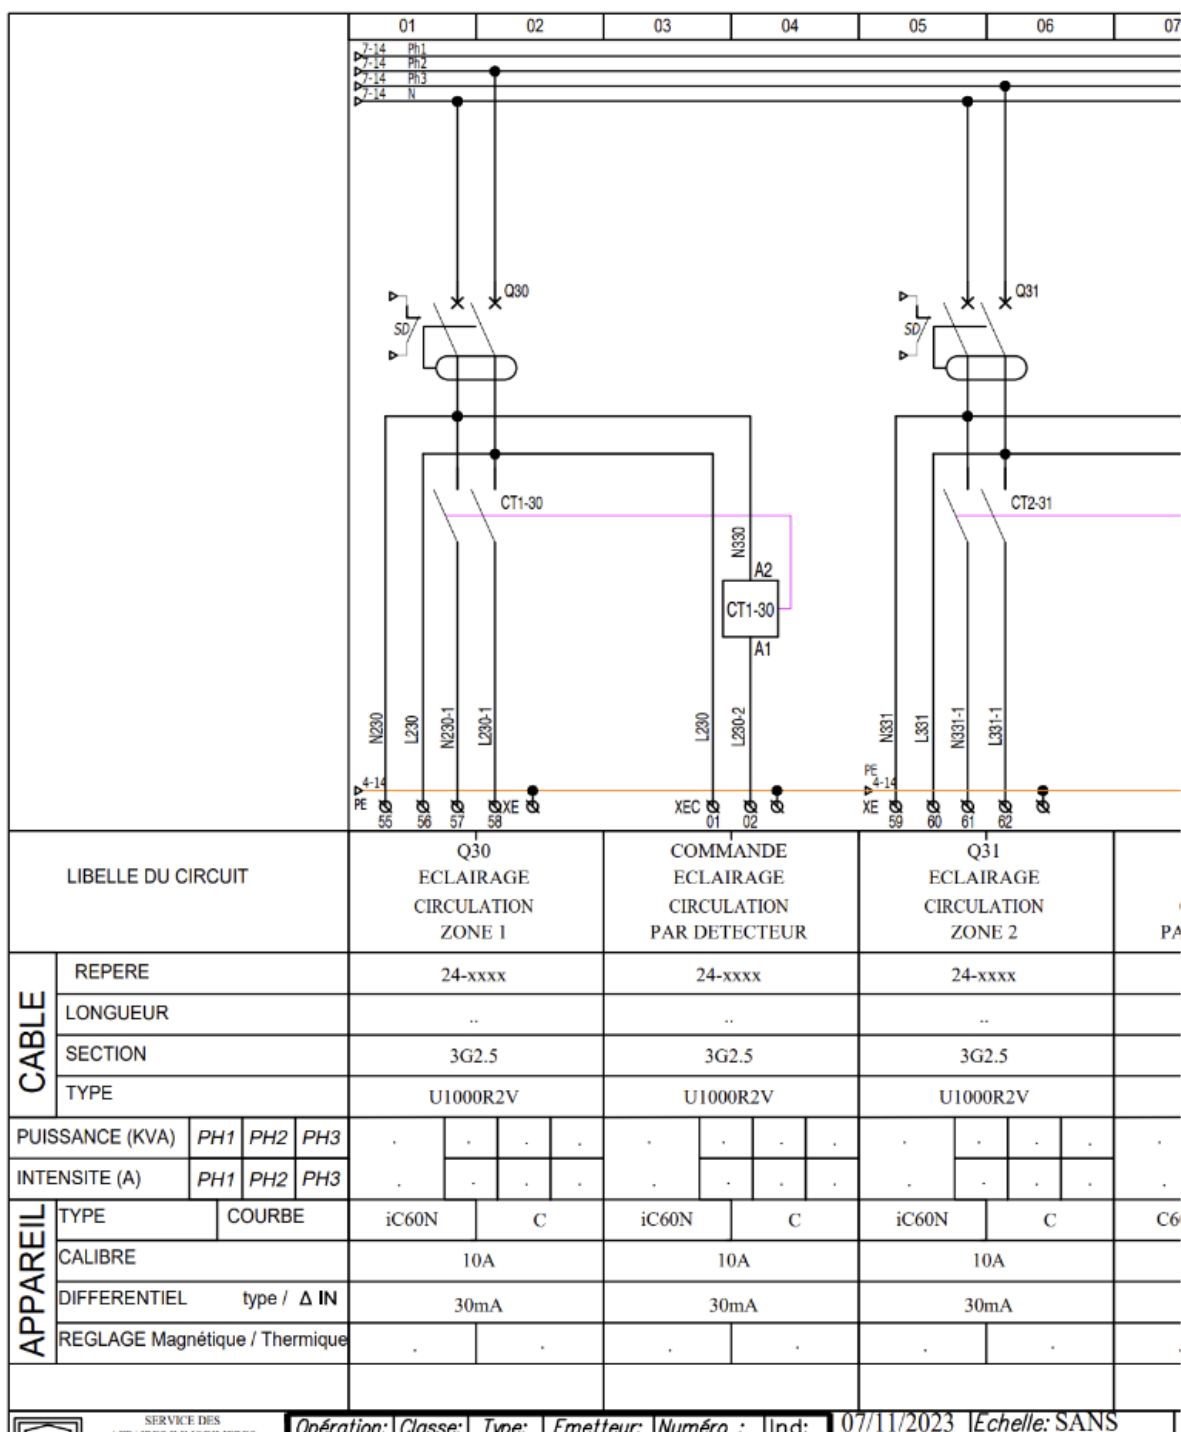 01 02 03 04 05 06 07
7-14 Ph1
7-14 Ph2
7-14 Ph3
7-14 N
Q30 Q31
SD SD
CT1-30 CT2-31
N330
A2
CT1-30
A1
N230 L230 N230-1 L230-1 L230 L230-2 N331 L331 N331-1 L331-1
PE
4-14 4-14
PE XE XEC XE
55 56 57 58 01 02 59 60 61 62
LIBELLE DU CIRCUIT
Q30
ECLAIRAGE
CIRCULATION
ZONE 1
COMMANDE
ECLAIRAGE
CIRCULATION
PAR DETECTEUR
Q31
ECLAIRAGE
CIRCULATION
ZONE 2
PA
CABLE
REPERE 24-xxxx 24-xxxx 24-xxxx
LONGUEUR .. .. ..
SECTION 3G2.5 3G2.5 3G2.5
TYPE U1000R2V U1000R2V U1000R2V
PUISSANCE (KVA) PH1 PH2 PH3 . . . . . . . . . . . . .
INTENSITE (A) PH1 PH2 PH3 . . . . . . . . . . . . .
APPAREIL
TYPE COURBE iC60N C iC60N C iC60N C C6
CALIBRE 10A 10A 10A
DIFFERENTIEL type / Δ IN 30mA 30mA 30mA
REGLAGE Magnétique / Thermique . . . . . . .
SERVICE DES
Opération: Classe: Type: Emetteur: Numéro : Ind: 07/11/2023 Echelle: SANS